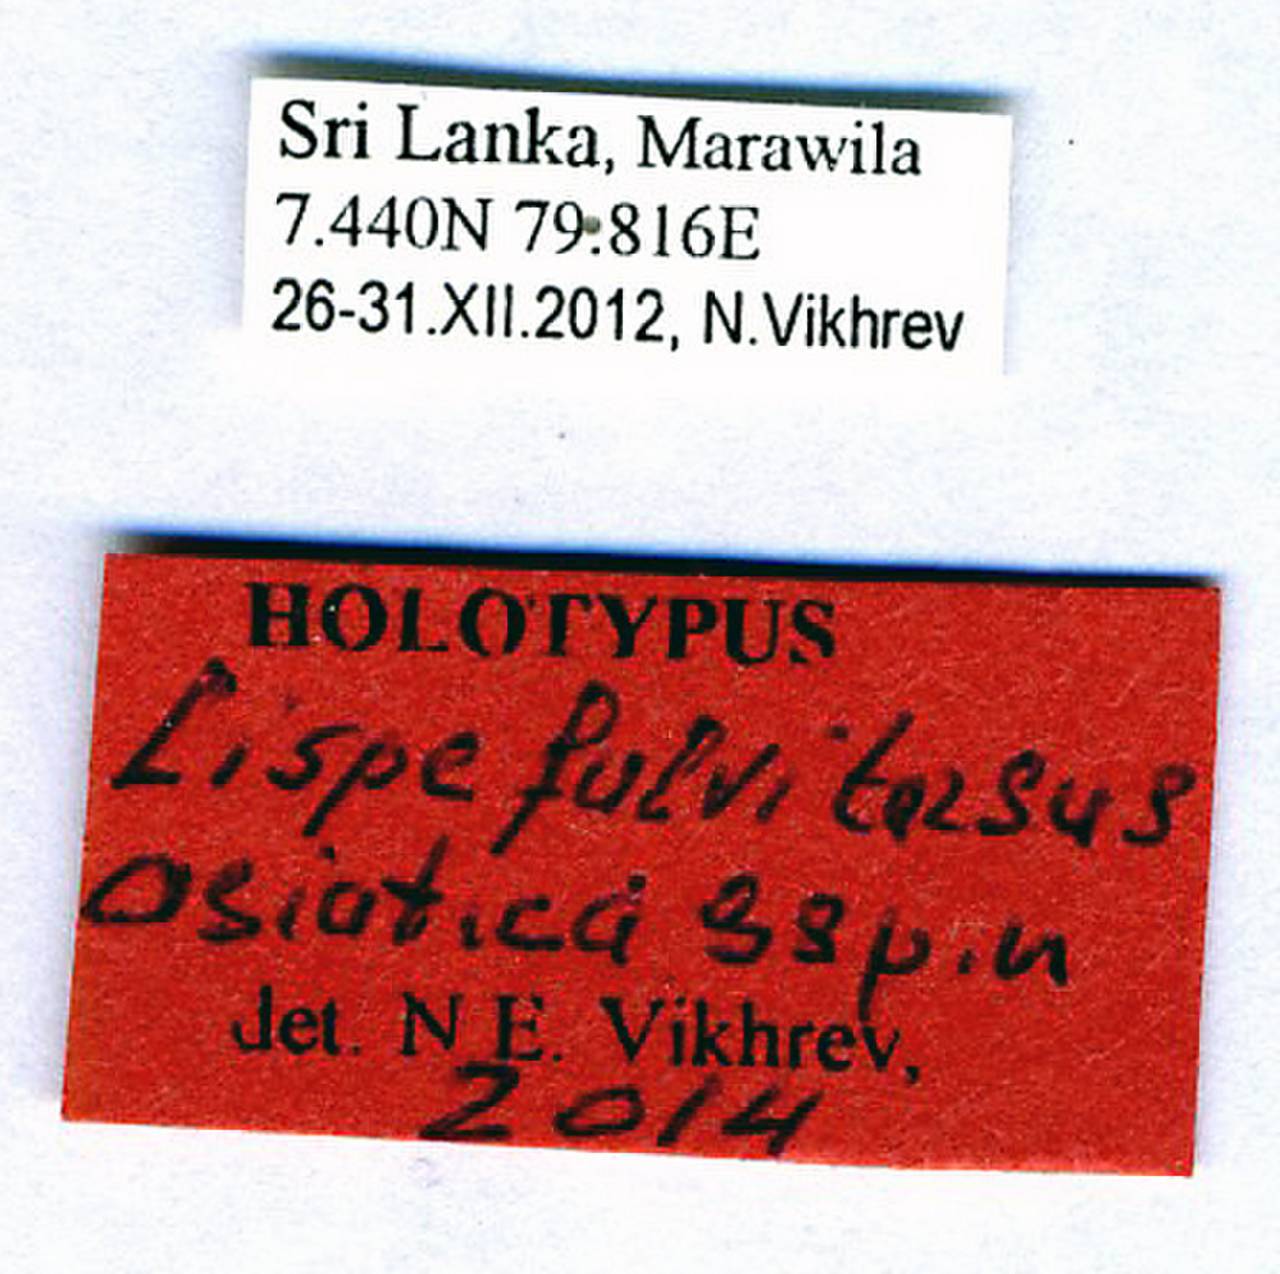 Sri Lanka, Marawila
7.440N 79.816E
26-31.XII.2012, N.Vikhrev
HOLOTYPUS
Lispe fulvitarsus
asiatica ssp.n
det. N.E. Vikhrev,
2014